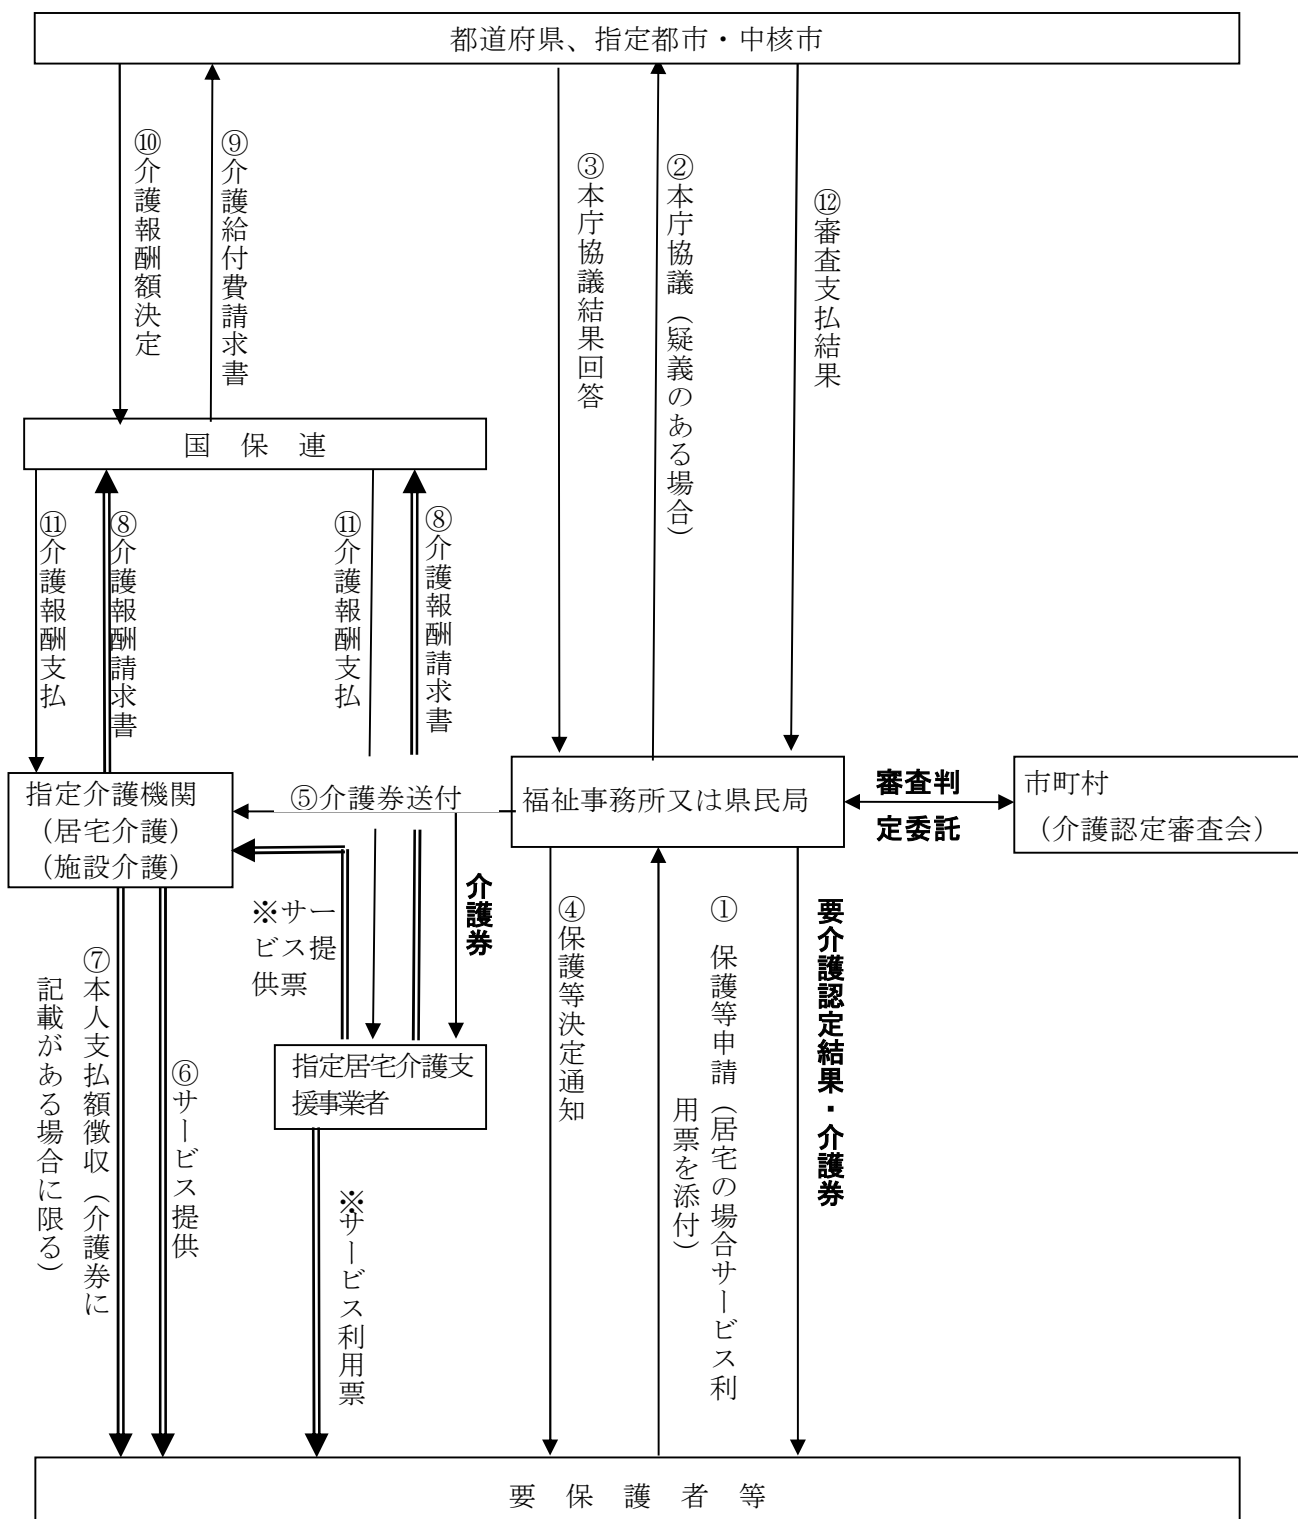 都道府県、指定都市・中核市
⑩介護報酬額決定
⑨介護給付費請求書
③本庁協議結果回答
②本庁協議（疑義のある場合）
⑫審査支払結果
国　保　連
⑪介護報酬支払
⑧介護報酬請求書
⑪介護報酬支払
⑧介護報酬請求書
指定介護機関
（居宅介護）
（施設介護）
⑤介護券送付
福祉事務所又は県民局
審査判
定委託
市町村
（介護認定審査会）
※サー
ビス提
供票
介護券
指定居宅介護支
援事業者
⑦本人支払額徴収（介護券に
記載がある場合に限る）
⑥サービス提供
※サービス利用票
④保護等決定通知
①　保護等申請（居宅の場合サービス利
用票を添付）
要介護認定結果・介護券
要　保　護　者　等